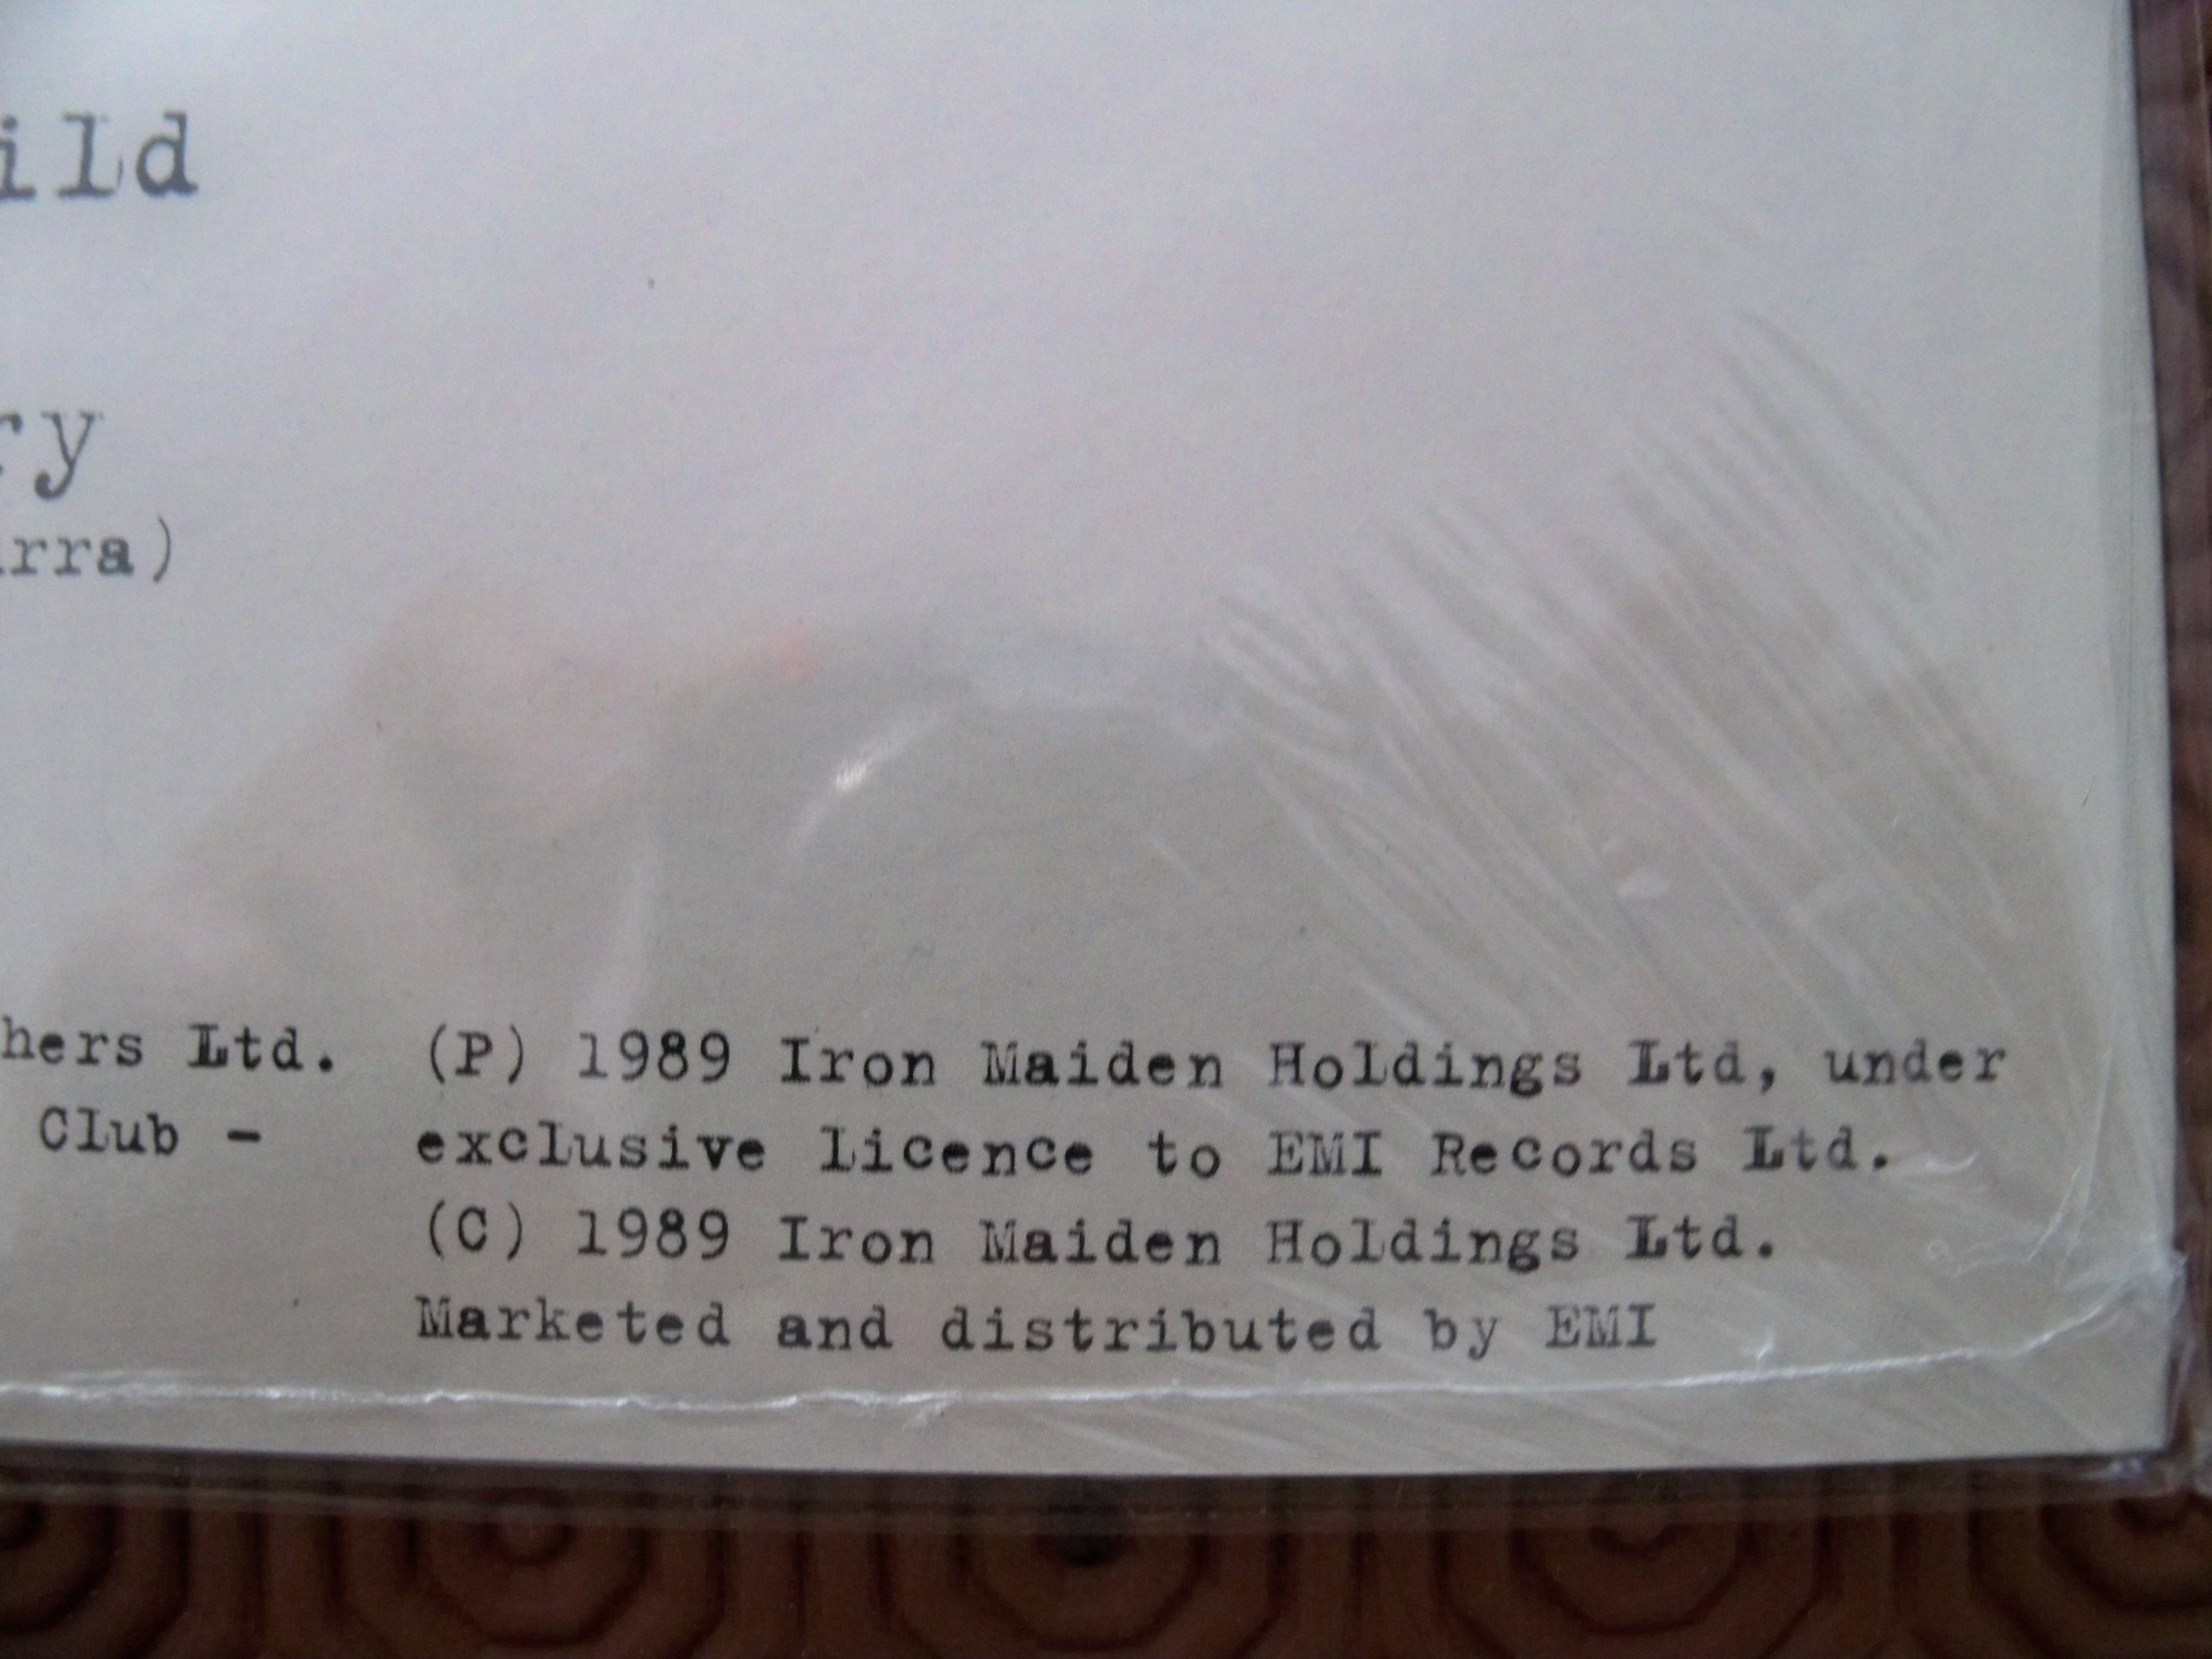 ild
ry
rra)
hers Ltd. (P) 1989 Iron Maiden Holdings Ltd, under
Club - exclusive licence to EMI Records Ltd.
(C) 1989 Iron Maiden Holdings Ltd.
Marketed and distributed by EMI